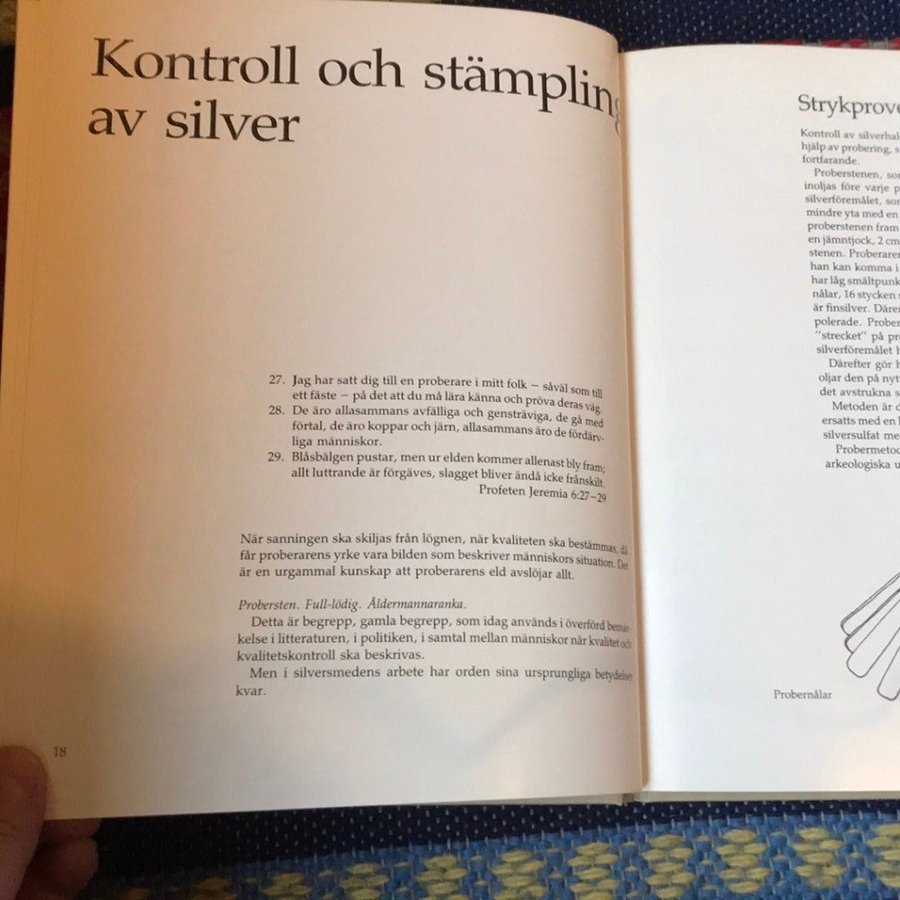 Kontroll och stämpling
av silver
27. Jag har satt dig till en proberare i mitt folk – såväl som till
ett fäste – på det att du må lära känna och pröva deras väg.
28. De äro allasammans avfälliga och gensträviga, de gå med
förtal, de äro koppar och järn, allasammans äro de fördärv-
liga människor.
29. Blåsbälgen pustar, men ur elden kommer allenast bly fram;
allt luttrande är förgäves, slagget bliver ändå icke frånskilt.
Profeten Jeremia 6:27–29
När sanningen ska skiljas från lögnen, när kvaliteten ska bestämmas, då
får proberarens yrke vara bilden som beskriver människors situation. Det
är en urgammal kunskap att proberarens eld avslöjar allt.
Probersten. Full-lödig. Åldermannaranka.
Detta är begrepp, gamla begrepp, som idag används i överförd bemär-
kelse i litteraturen, i politiken, i samtal mellan människor när kvalitet och
kvalitetskontroll ska beskrivas.
Men i silversmedens arbete har orden sina ursprungliga betydelser
kvar.
18
Strykprove
Kontroll av silverhal
hjälp av probering, s
fortfarande.
Proberstenen, so
inoljas före varje p
silverföremålet, so
mindre yta med en
proberstenen fram
en jämntjock, 2 cm
stenen. Proberare
han kan komma i
har låg smältpunk
nålar, 16 stycken
är finsilver. Däre
polerade. Prober
"strecket" på pr
silverföremålet h
Därefter gör h
oljar den på nytt
det avstrukna s
Metoden är d
ersatts med en
silversulfat me
Probermetod
arkeologiska u
Probernålar